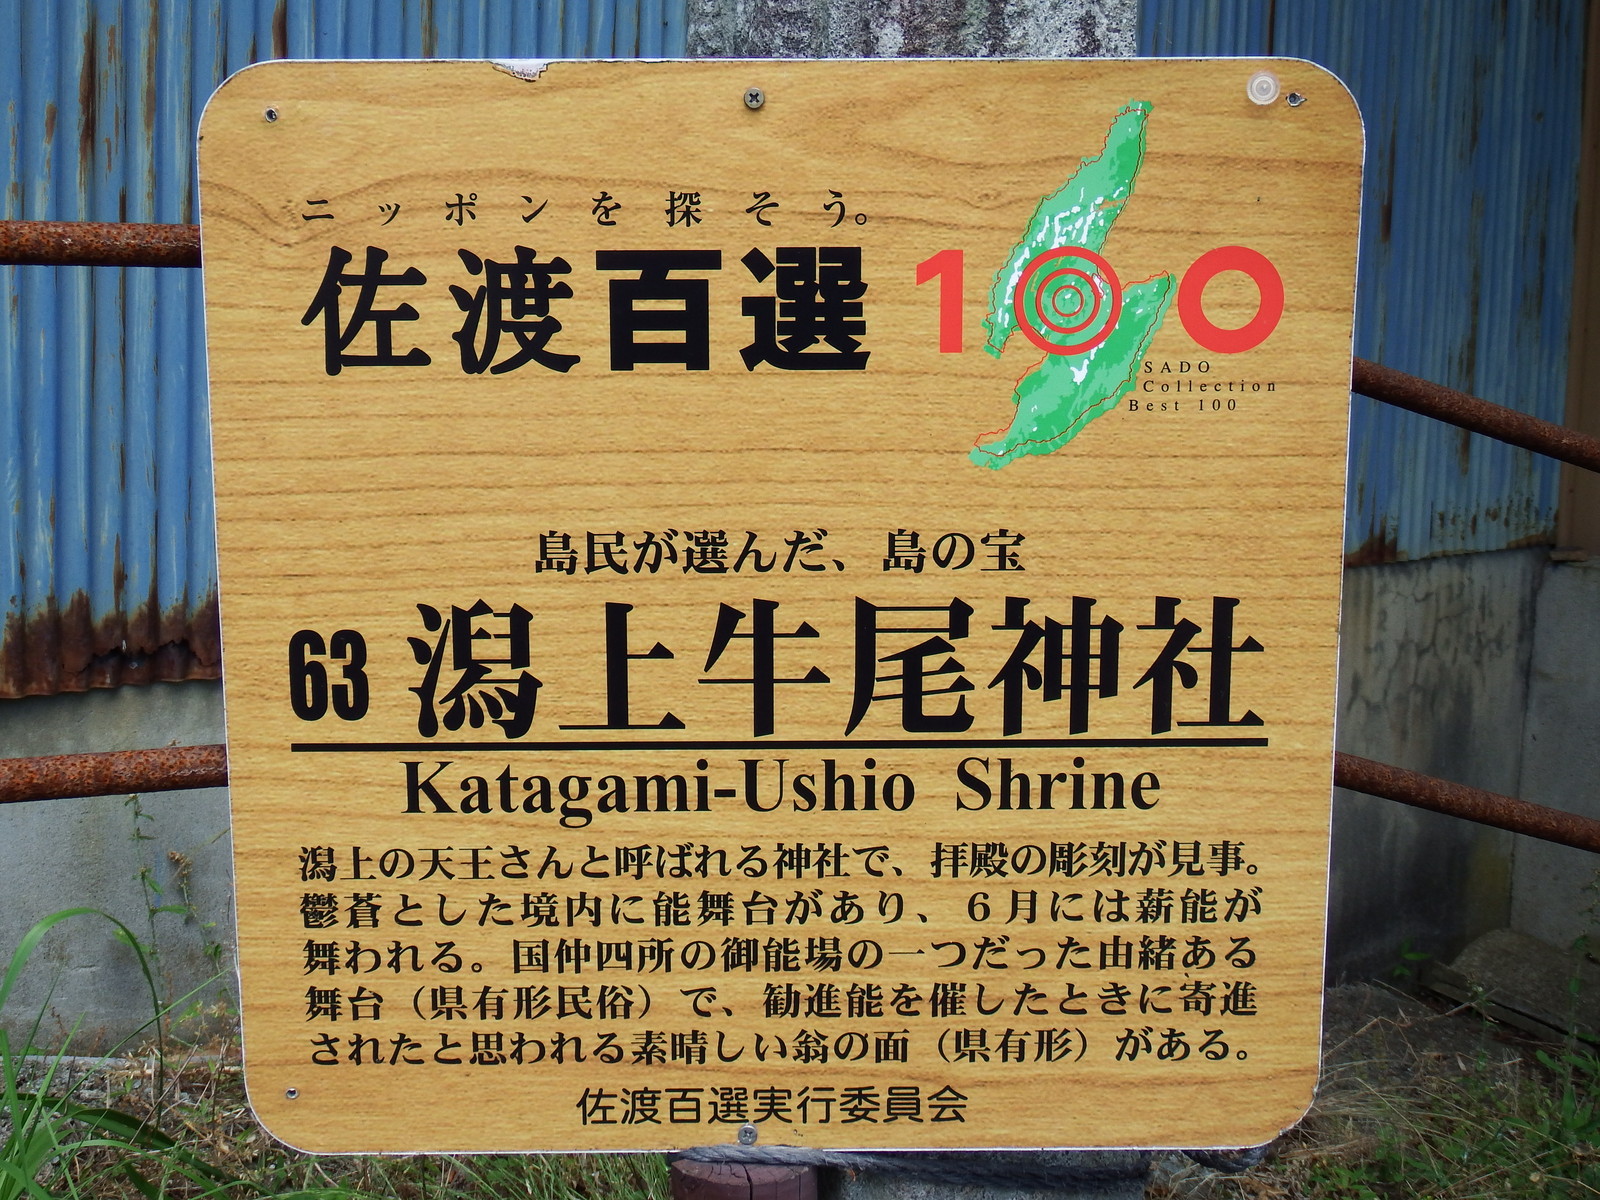 ニッポンを探そう。
佐渡百選 100
SADO
Collection
Best 100
島民が選んだ、島の宝
63 潟上牛尾神社
Katagami-Ushio Shrine
潟上の天王さんと呼ばれる神社で、拝殿の彫刻が見事。
鬱蒼とした境内に能舞台があり、６月には薪能が
舞われる。国仲四所の御能場の一つだった由緒ある
舞台（県有形民俗）で、勧進能を催したときに寄進
されたと思われる素晴しい翁の面（県有形）がある。
佐渡百選実行委員会